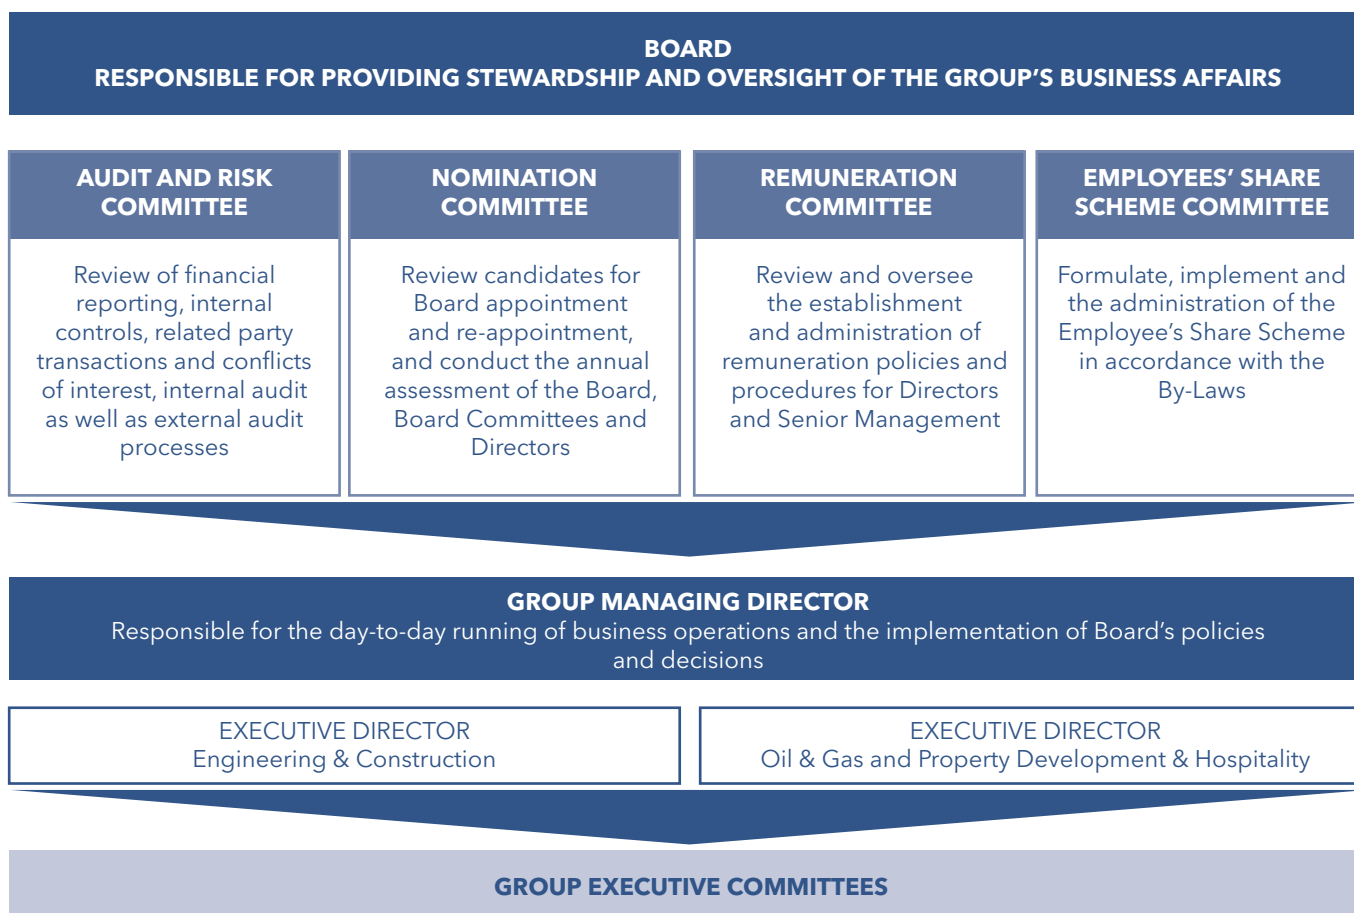 BOARD
RESPONSIBLE FOR PROVIDING STEWARDSHIP AND OVERSIGHT OF THE GROUP’S BUSINESS AFFAIRS
AUDIT AND RISK
COMMITTEE
Review of financial
reporting, internal
controls, related party
transactions and conflicts
of interest, internal audit
as well as external audit
processes
NOMINATION
COMMITTEE
Review candidates for
Board appointment
and re-appointment,
and conduct the annual
assessment of the Board,
Board Committees and
Directors
REMUNERATION
COMMITTEE
Review and oversee
the establishment
and administration of
remuneration policies and
procedures for Directors
and Senior Management
EMPLOYEES’ SHARE
SCHEME COMMITTEE
Formulate, implement and
the administration of the
Employee’s Share Scheme
in accordance with the
By-Laws
GROUP MANAGING DIRECTOR
Responsible for the day-to-day running of business operations and the implementation of Board’s policies
and decisions
EXECUTIVE DIRECTOR
Engineering & Construction
EXECUTIVE DIRECTOR
Oil & Gas and Property Development & Hospitality
GROUP EXECUTIVE COMMITTEES